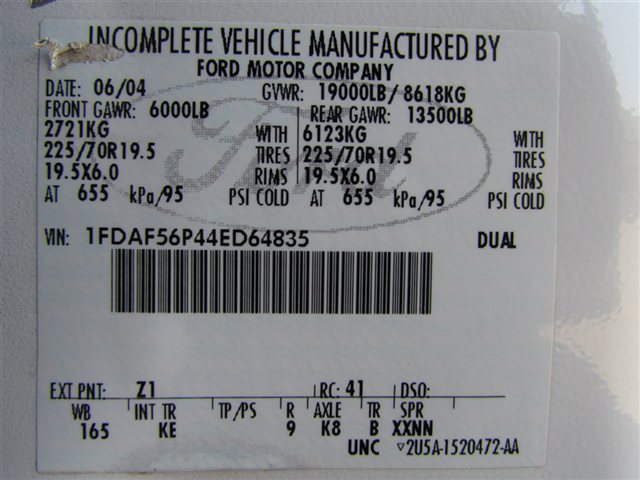 INCOMPLETE VEHICLE MANUFACTURED BY
FORD MOTOR COMPANY
DATE: 06/04 GVWR: 19000LB/ 8618KG
FRONT GAWR: 6000LB REAR GAWR: 13500LB
2721KG WITH 6123KG WITH
225/70R19.5 TIRES 225/70R19.5 TIRES
19.5X6.0 RIMS 19.5X6.0 RIMS
AT 655 kPa/95 PSI COLD AT 655 kPa/95 PSI COLD
Ford
VIN: 1FDAF56P44ED64835 DUAL
EXT PNT: Z1 RC: 41 DSO:
WB INT TR TP/PS R AXLE TR SPR
165 KE 9 K8 B XXNN
UNC ▽2U5A-1520472-AA